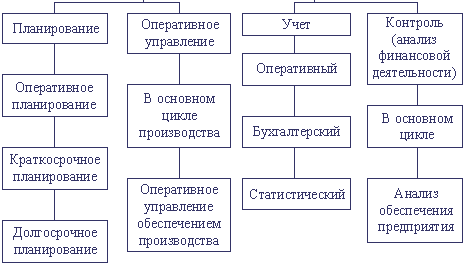 Планирование
Оперативное
планирование
Краткосрочное
планирование
Долгосрочное
планирование
Оперативное
управление
В основном
цикле
производства
Оперативное
управление
обеспечением
производства
Учет
Оперативный
Бухгалтерский
Статистический
Контроль
(анализ
финансовой
деятельности)
В основном
цикле
Анализ
обеспечения
предприятия